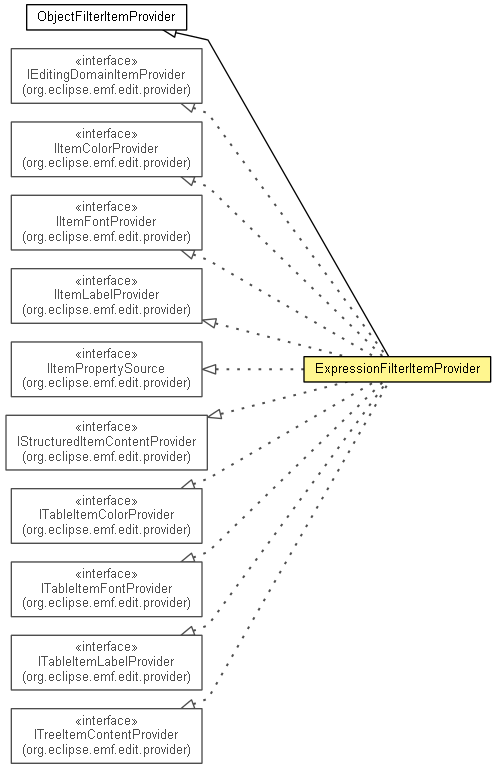 ObjectFilterItemProvider
«interface»
IEditingDomainItemProvider
(org.eclipse.emf.edit.provider)
«interface»
IItemColorProvider
(org.eclipse.emf.edit.provider)
«interface»
IItemFontProvider
(org.eclipse.emf.edit.provider)
«interface»
IItemLabelProvider
(org.eclipse.emf.edit.provider)
«interface»
IItemPropertySource
(org.eclipse.emf.edit.provider)
ExpressionFilterItemProvider
«interface»
IStructuredItemContentProvider
(org.eclipse.emf.edit.provider)
«interface»
ITableItemColorProvider
(org.eclipse.emf.edit.provider)
«interface»
ITableItemFontProvider
(org.eclipse.emf.edit.provider)
«interface»
ITableItemLabelProvider
(org.eclipse.emf.edit.provider)
«interface»
ITreeItemContentProvider
(org.eclipse.emf.edit.provider)